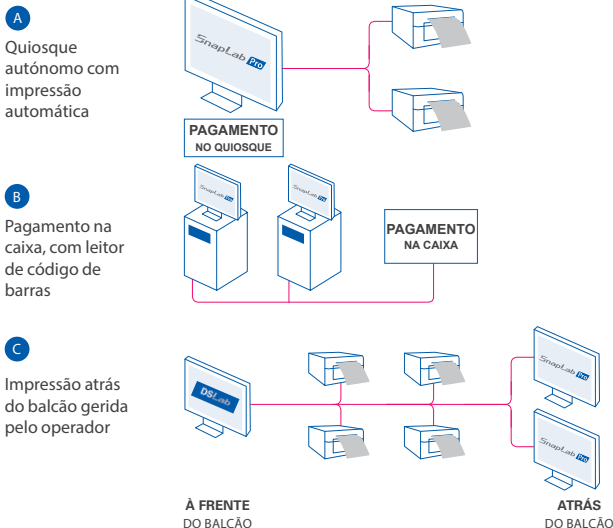 A
Quiosque
autónomo com
impressão
automática
SnapLab Pro
PAGAMENTO
NO QUIOSQUE
B
Pagamento na
caixa, com leitor
de código de
barras
SnapLab Pro
SnapLab Pro
PAGAMENTO
NA CAIXA
C
Impressão atrás
do balcão gerida
pelo operador
DSLab
SnapLab Pro
SnapLab Pro
À FRENTE
DO BALCÃO
ATRÁS
DO BALCÃO